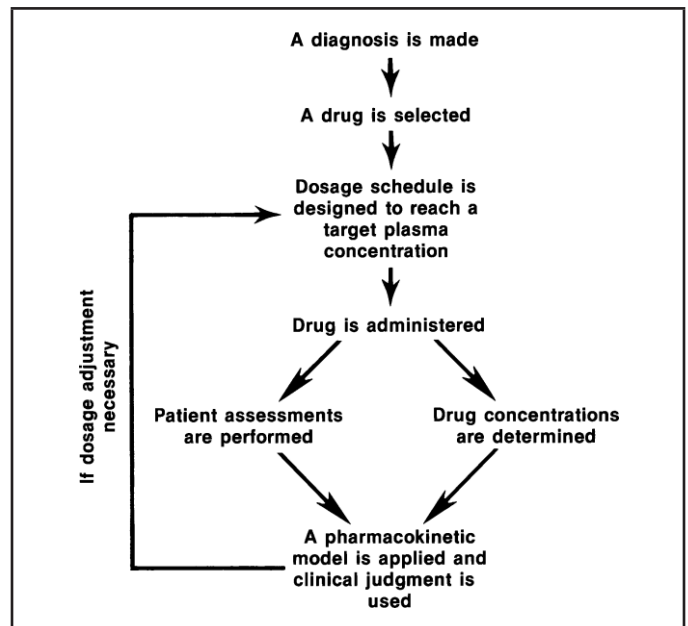 A diagnosis is made
A drug is selected
Dosage schedule is
designed to reach a
target plasma
concentration
Drug is administered
Patient assessments
are performed
Drug concentrations
are determined
A pharmacokinetic
model is applied and
clinical judgment is
used
If dosage adjustment
necessary